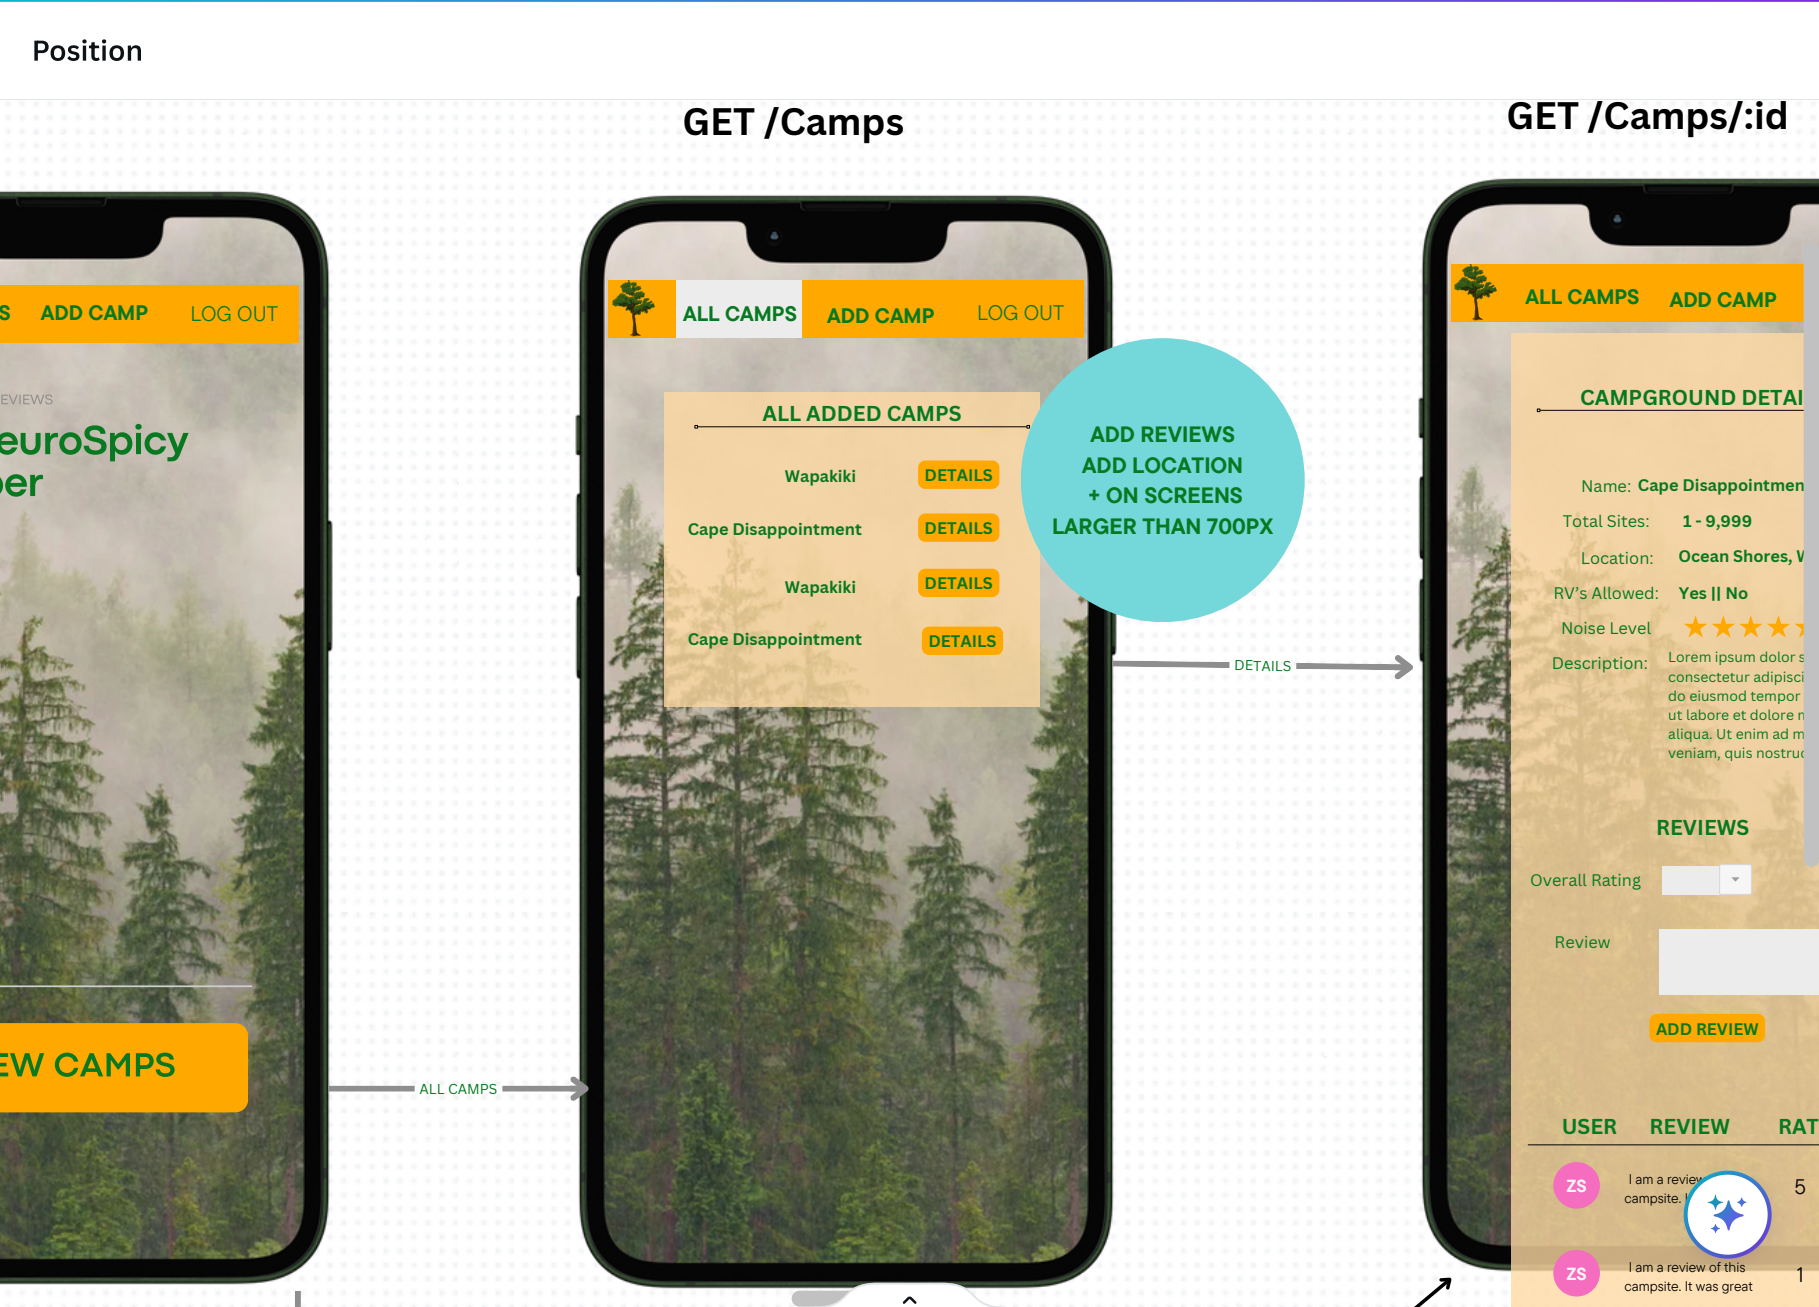 Position
GET /Camps
GET /Camps/:id
S ADD CAMP LOG OUT
EVIEWS
euroSpicy
per
EW CAMPS
ALL CAMPS
ALL CAMPS ADD CAMP LOG OUT
ALL ADDED CAMPS
Wapakiki DETAILS
Cape Disappointment DETAILS
Wapakiki DETAILS
Cape Disappointment DETAILS
ADD REVIEWS
ADD LOCATION
+ ON SCREENS
LARGER THAN 700PX
DETAILS
ALL CAMPS ADD CAMP
CAMPGROUND DETAI
Name: Cape Disappointmen
Total Sites: 1 - 9,999
Location: Ocean Shores, W
RV's Allowed: Yes || No
Noise Level
Description: Lorem ipsum dolor s
consectetur adipisci
do eiusmod tempor
ut labore et dolore m
aliqua. Ut enim ad m
veniam, quis nostruc
REVIEWS
Overall Rating
Review
ADD REVIEW
USER REVIEW RAT
ZS I am a review 5
campsite. I
ZS I am a review of this 1
campsite. It was great